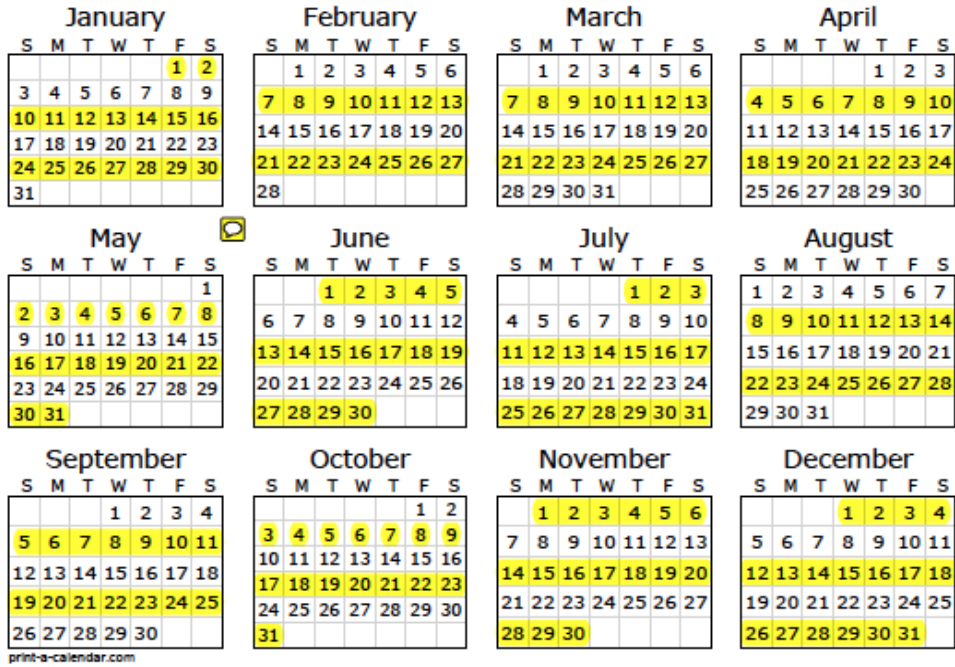 January February March April
S M T W T F S S M T W T F S S M T W T F S S M T W T F S
1 2 1 2 3 4 5 6 1 2 3 4 5 6 1 2 3
3 4 5 6 7 8 9 7 8 9 10 11 12 13 7 8 9 10 11 12 13 4 5 6 7 8 9 10
10 11 12 13 14 15 16 14 15 16 17 18 19 20 14 15 16 17 18 19 20 11 12 13 14 15 16 17
17 18 19 20 21 22 23 21 22 23 24 25 26 27 21 22 23 24 25 26 27 18 19 20 21 22 23 24
24 25 26 27 28 29 30 28 28 29 30 31 25 26 27 28 29 30
31
May June July August
S M T W T F S S M T W T F S S M T W T F S S M T W T F S
1 1 2 3 4 5 1 2 3 1 2 3 4 5 6 7
2 3 4 5 6 7 8 6 7 8 9 10 11 12 4 5 6 7 8 9 10 8 9 10 11 12 13 14
9 10 11 12 13 14 15 13 14 15 16 17 18 19 11 12 13 14 15 16 17 15 16 17 18 19 20 21
16 17 18 19 20 21 22 20 21 22 23 24 25 26 18 19 20 21 22 23 24 22 23 24 25 26 27 28
23 24 25 26 27 28 29 27 28 29 30 25 26 27 28 29 30 31 29 30 31
30 31
September October November December
S M T W T F S S M T W T F S S M T W T F S S M T W T F S
1 2 3 4 1 2 1 2 3 4 5 6 1 2 3 4
5 6 7 8 9 10 11 3 4 5 6 7 8 9 7 8 9 10 11 12 13 5 6 7 8 9 10 11
12 13 14 15 16 17 18 10 11 12 13 14 15 16 14 15 16 17 18 19 20 12 13 14 15 16 17 18
19 20 21 22 23 24 25 17 18 19 20 21 22 23 21 22 23 24 25 26 27 19 20 21 22 23 24 25
26 27 28 29 30 24 25 26 27 28 29 30 28 29 30 26 27 28 29 30 31
31
print-a-calendar.com